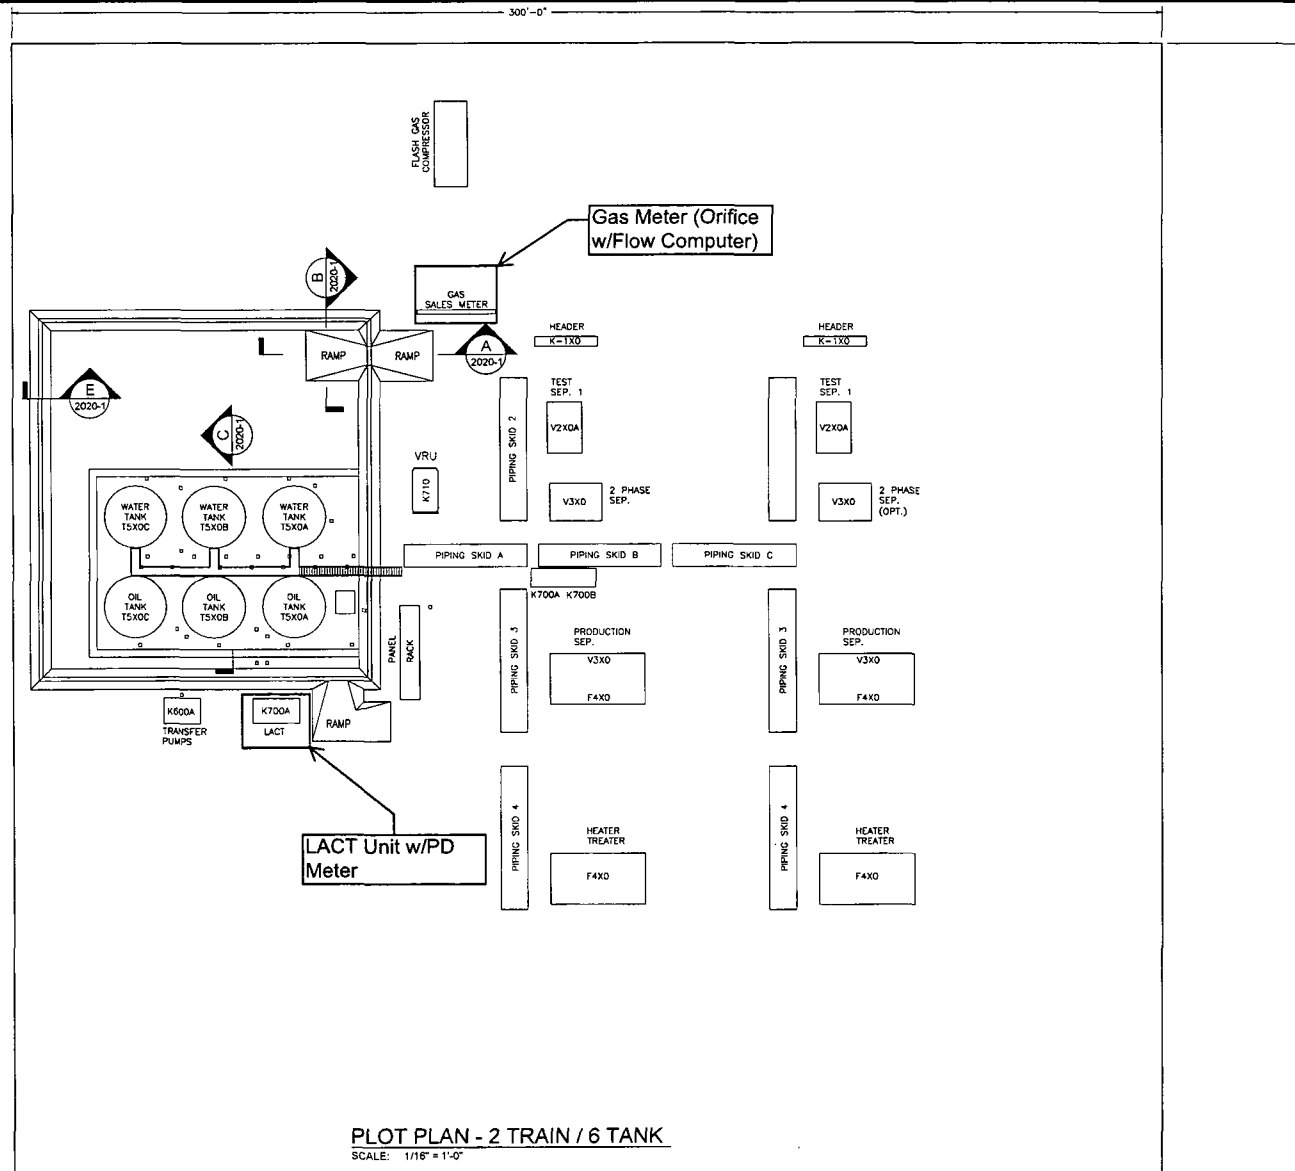 300'-0"
FLASH GAS
COMPRESSOR
Gas Meter (Orifice
w/Flow Computer)
B
2020-1
GAS
SALES METER
HEADER
K-1X0
HEADER
K-1X0
RAMP
RAMP
A
2020-1
E
2020-1
C
2020-1
TEST
SEP. 1
V2X0A
TEST
SEP. 1
V2X0A
PIPING SKID 2
VRU
K710
WATER
TANK
T5X0C
WATER
TANK
T5X0B
WATER
TANK
T5X0A
V3X0
2 PHASE
SEP.
V3X0
2 PHASE
SEP.
(OPT.)
PIPING SKID A
PIPING SKID B
PIPING SKID C
K700A K700B
OIL
TANK
T5X0C
OIL
TANK
T5X0B
OIL
TANK
T5X0A
PANEL
RACK
PIPING SKID 3
PRODUCTION
SEP.
V3X0
F4X0
PIPING SKID 3
PRODUCTION
SEP.
V3X0
F4X0
K600A
TRANSFER
PUMPS
K700A
LACT
RAMP
LACT Unit w/PD
Meter
PIPING SKID 4
HEATER
TREATER
F4X0
PIPING SKID 4
HEATER
TREATER
F4X0
PLOT PLAN - 2 TRAIN / 6 TANK
SCALE: 1/16" = 1'-0"